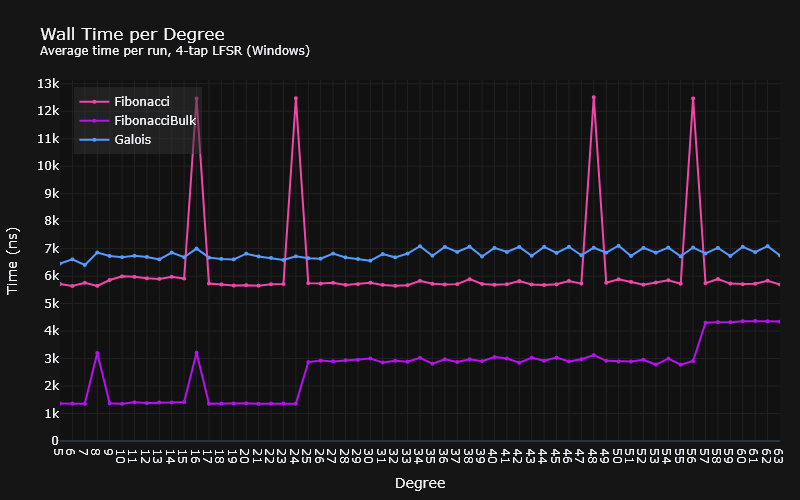 Wall Time per Degree
Average time per run, 4-tap LFSR (Windows)
13k
12k
11k
10k
9k
8k
7k
6k
5k
4k
3k
2k
1k
0
Time (ns)
Fibonacci
FibonacciBulk
Galois
5 6 7 8 9 10 11 12 13 14 15 16 17 18 19 20 21 22 23 24 25 26 27 28 29 30 31 32 33 34 35 36 37 38 39 40 41 42 43 44 45 46 47 48 49 50 51 52 53 54 55 56 57 58 59 60 61 62 63
Degree